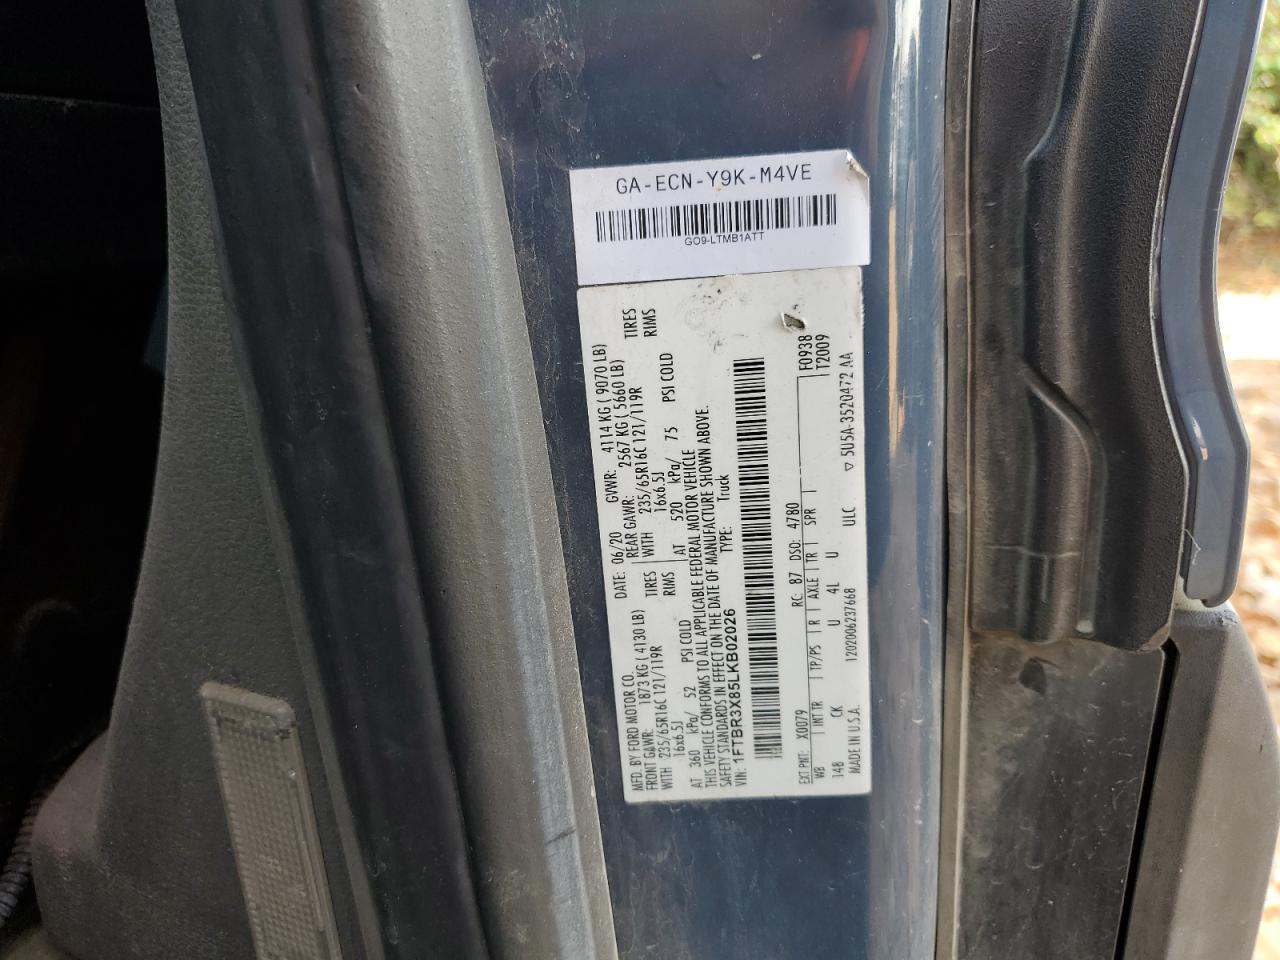 GA-ECN-Y9K-M4VE
GO9-LTMB1ATT
MFD. BY FORD MOTOR CO. DATE: 06/20 GVWR: 4114 KG ( 9070 LB)
FRONT GAWR: 1873 KG ( 4130 LB) REAR GAWR: 2567 KG ( 5660 LB)
WITH 235/65R16C 121/119R TIRES WITH 235/65R16C 121/119R TIRES
16x6.5J RIMS 16x6.5J RIMS
AT 360 kPa/ 52 PSI COLD AT 520 kPa/ 75 PSI COLD
THIS VEHICLE CONFORMS TO ALL APPLICABLE FEDERAL MOTOR VEHICLE
SAFETY STANDARDS IN EFFECT ON THE DATE OF MANUFACTURE SHOWN ABOVE.
VIN: 1FTBR3X85LKB02026 TYPE: Truck
EXT PNT: X0079 RC: 87 DSO: 4780 F0938
WB INT TR TP/PS R AXLE TR SPR T2009
148 CK U 4L U
MADE IN U.S.A. 1202006237668 ULC ▽ 5U5A-3520472 AA